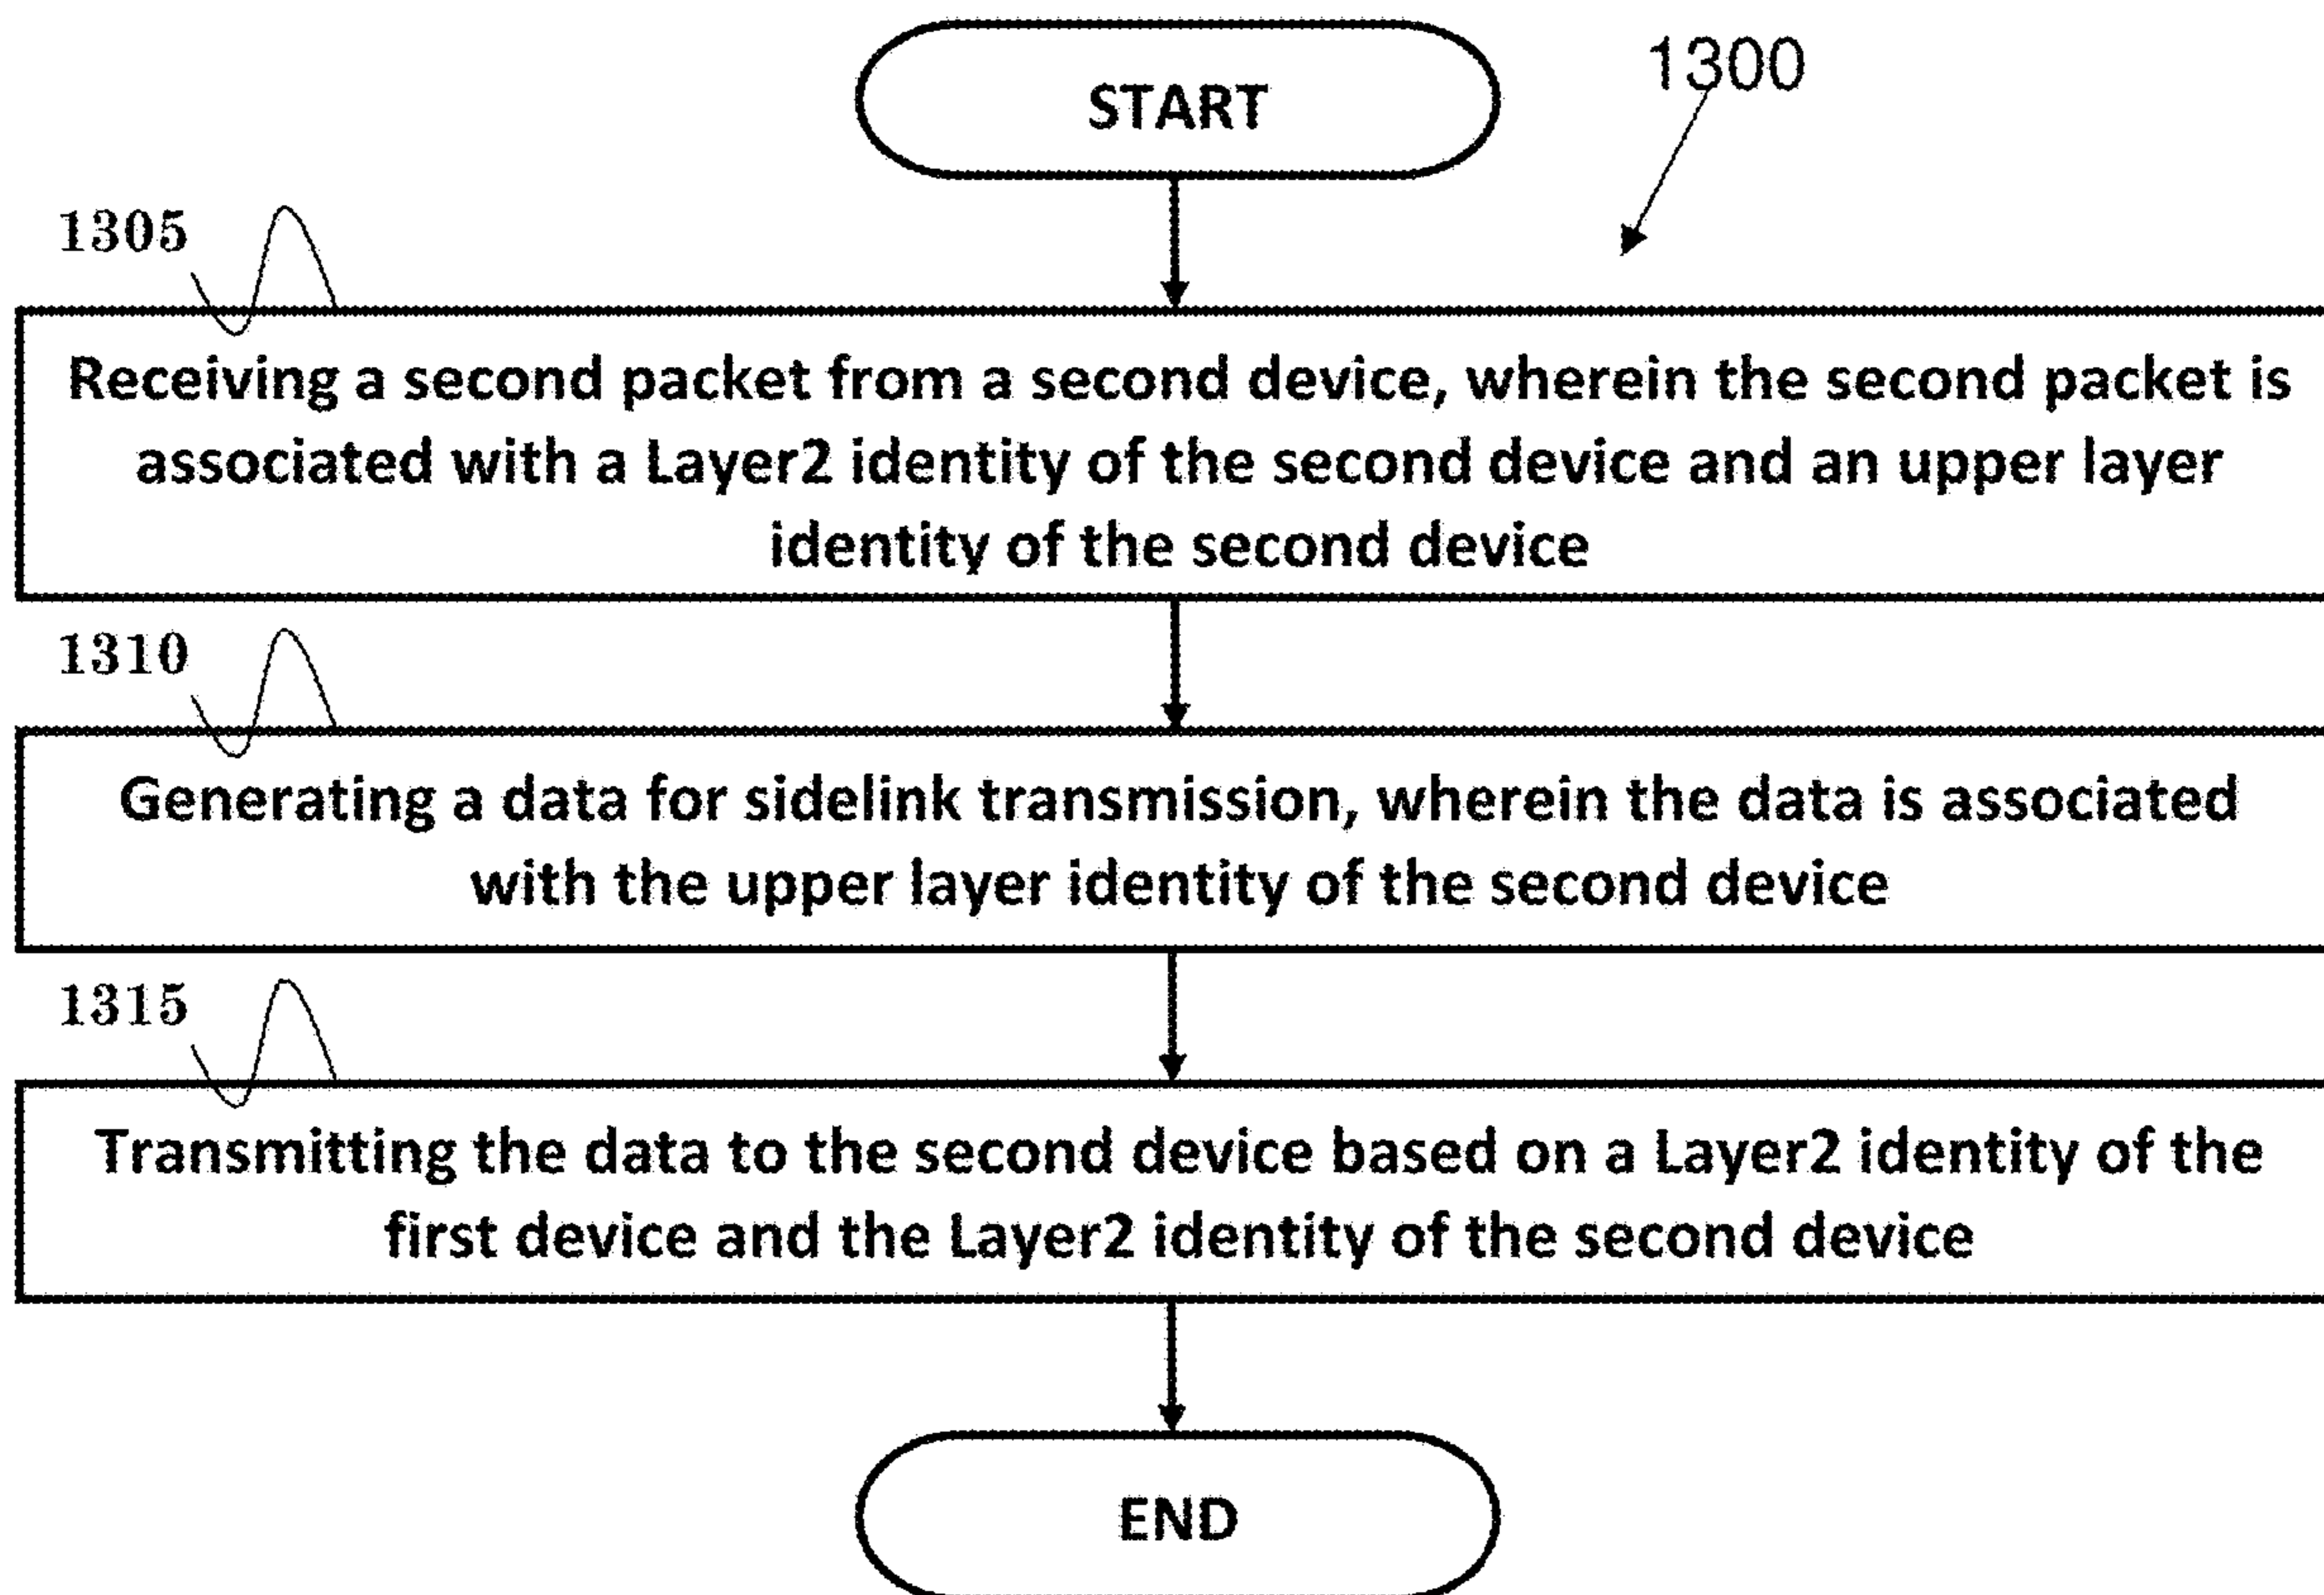 START
1300
1305
Receiving a second packet from a second device, wherein the second packet is
associated with a Layer2 identity of the second device and an upper layer
identity of the second device
1310
Generating a data for sidelink transmission, wherein the data is associated
with the upper layer identity of the second device
1315
Transmitting the data to the second device based on a Layer2 identity of the
first device and the Layer2 identity of the second device
END